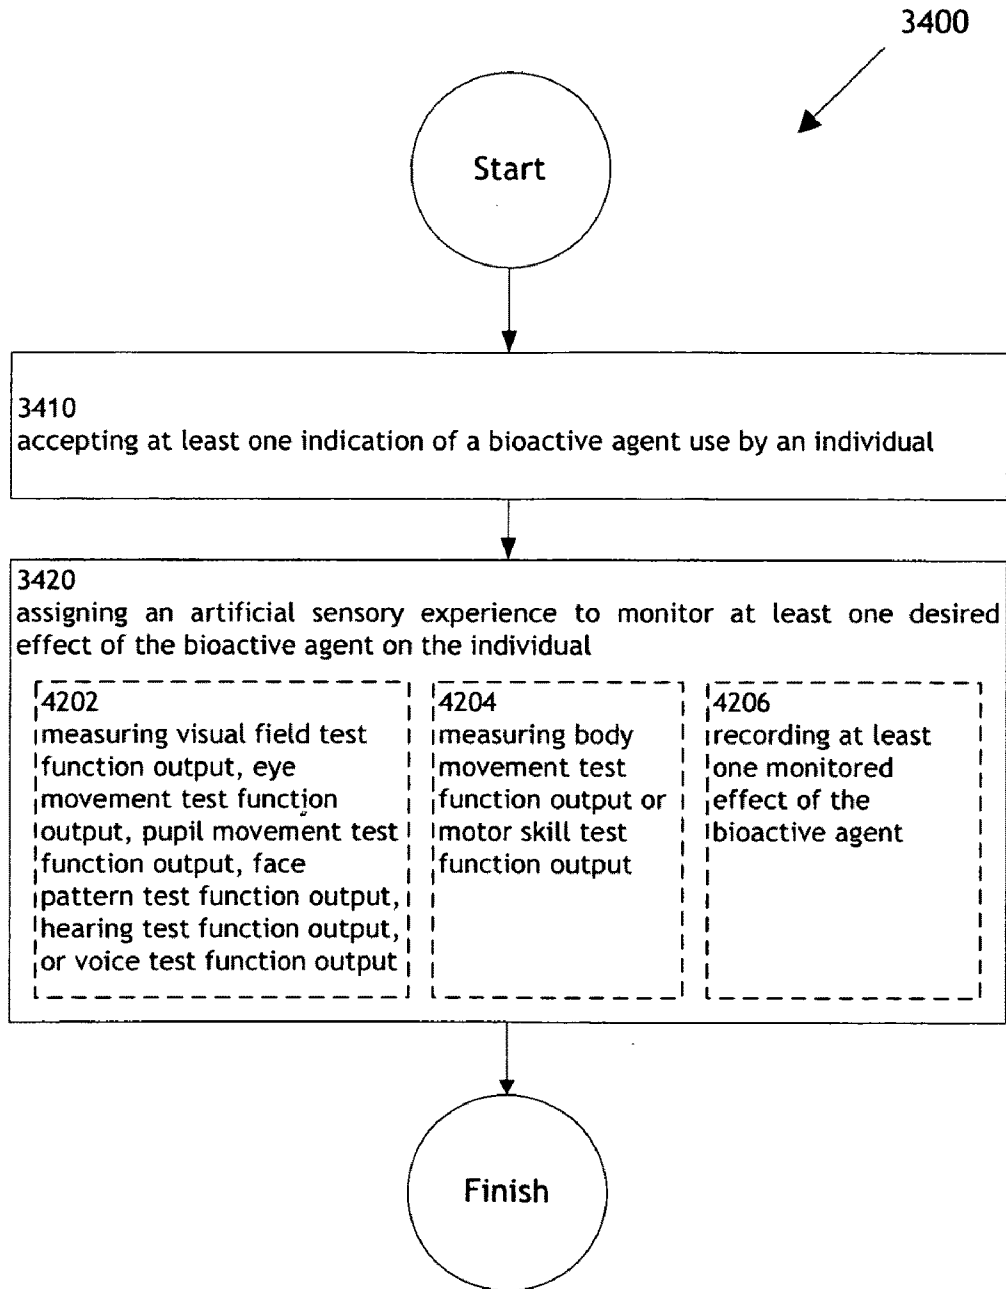 3400
Start
3410
accepting at least one indication of a bioactive agent use by an individual
3420
assigning an artificial sensory experience to monitor at least one desired
effect of the bioactive agent on the individual
4202
measuring visual field test
function output, eye
movement test function
output, pupil movement test
function output, face
pattern test function output,
hearing test function output,
or voice test function output
4204
measuring body
movement test
function output or
motor skill test
function output
4206
recording at least
one monitored
effect of the
bioactive agent
Finish